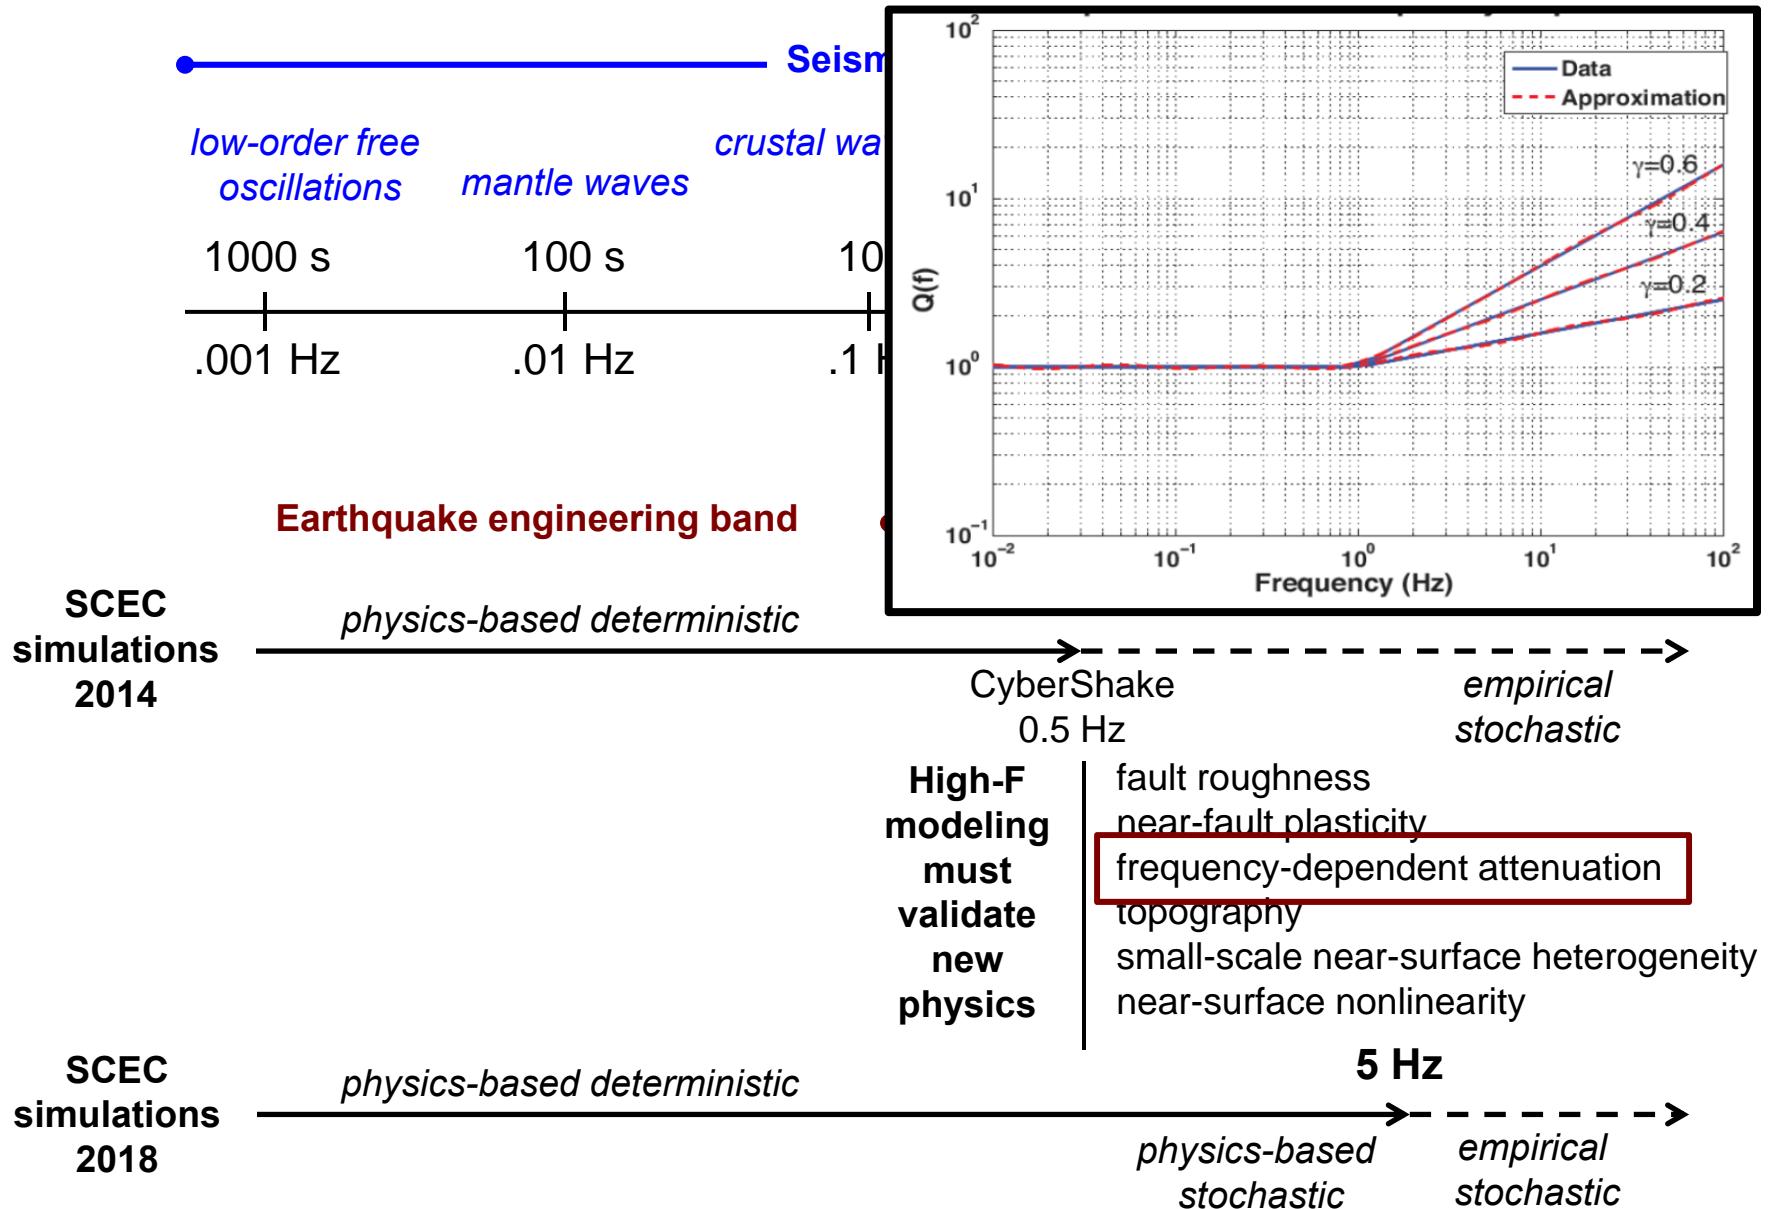 Seism
low-order free
oscillations
mantle waves
crustal wa
1000 s
100 s
10
.001 Hz
.01 Hz
.1 H
Earthquake engineering band
10²
10¹
10⁰
10⁻¹
Q(f)
Data
Approximation
γ=0.6
γ=0.4
γ=0.2
10⁻²
10⁻¹
10⁰
10¹
10²
Frequency (Hz)
SCEC
simulations
2014
physics-based deterministic
CyberShake
0.5 Hz
empirical
stochastic
High-F
modeling
must
validate
new
physics
fault roughness
near-fault plasticity
frequency-dependent attenuation
topography
small-scale near-surface heterogeneity
near-surface nonlinearity
SCEC
simulations
2018
physics-based deterministic
5 Hz
physics-based
stochastic
empirical
stochastic